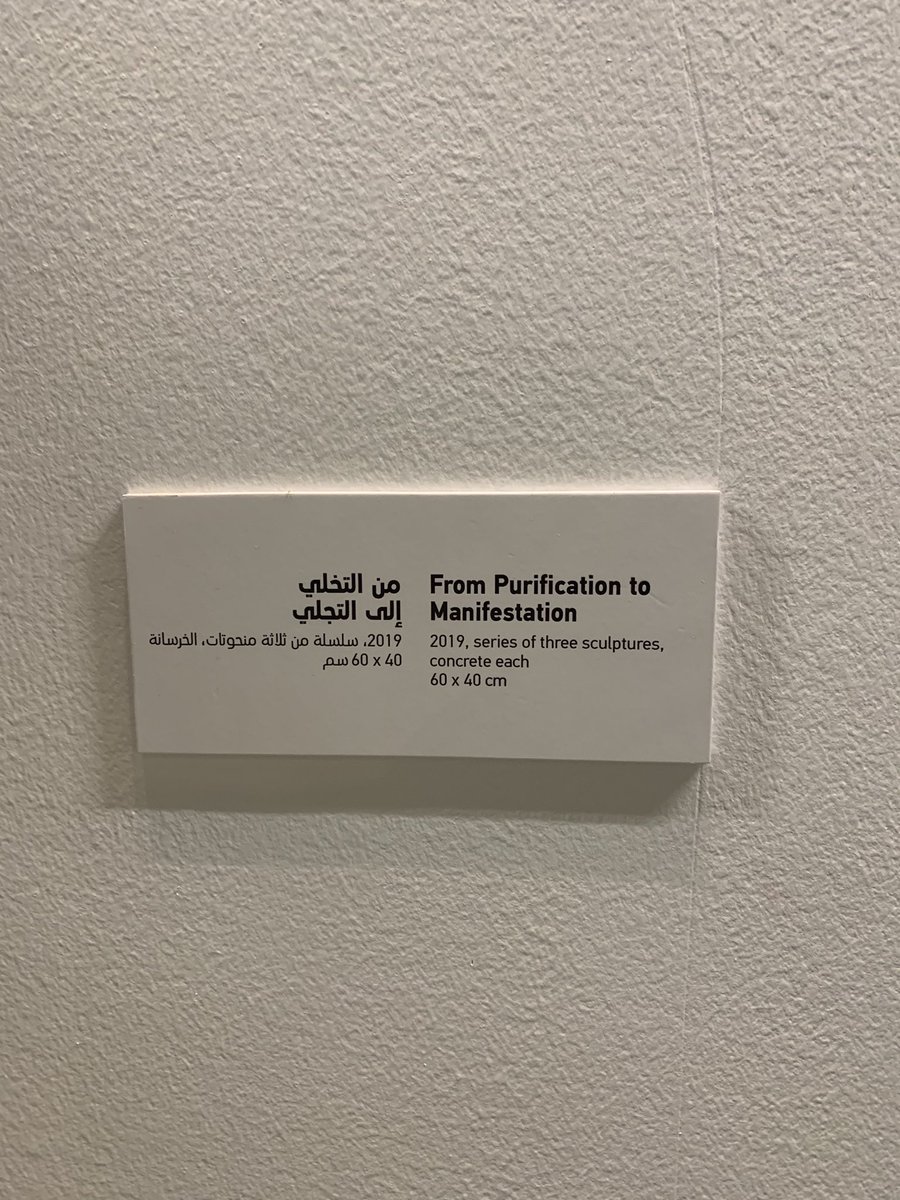 من التخلي
إلى التجلي
2019، سلسلة من ثلاثة منحوتات، الخرسانة
40 x 60 سم
From Purification to
Manifestation
2019, series of three sculptures,
concrete each
60 x 40 cm